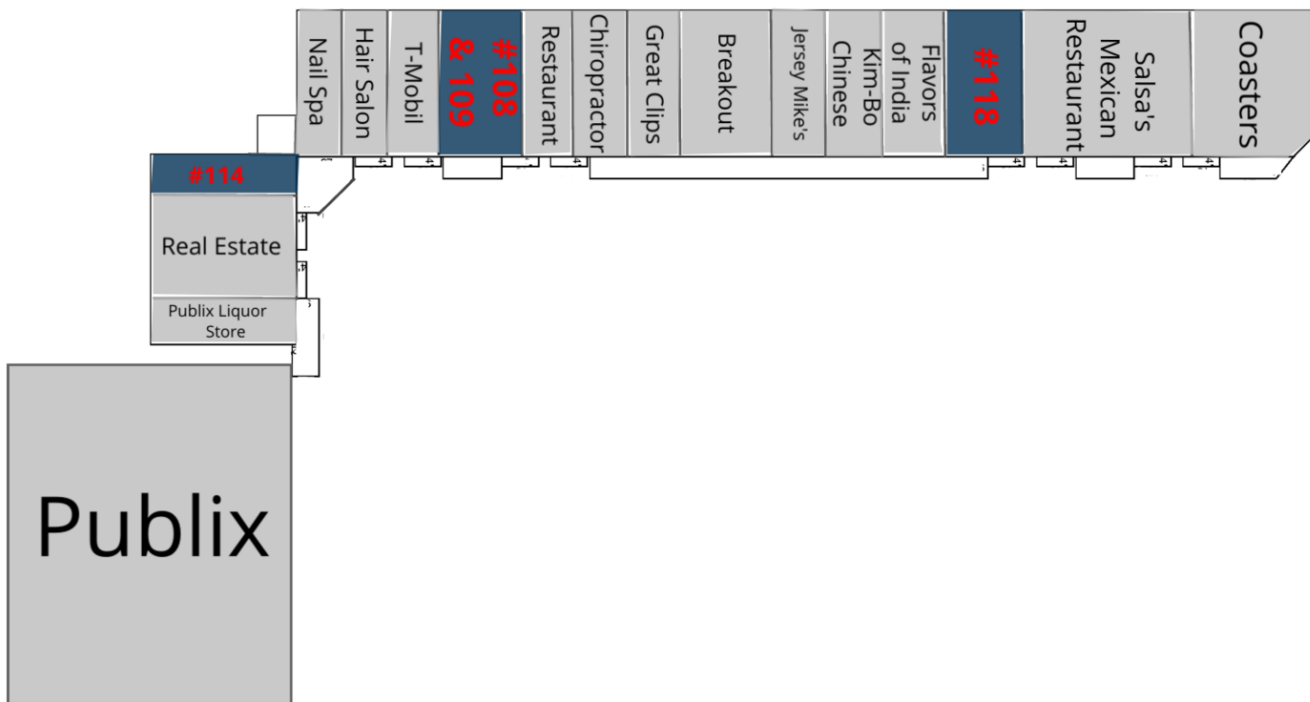 Nail Spa
Hair Salon
T-Mobil
#108
& 109
Restaurant
Chiropractor
Great Clips
Breakout
Jersey Mike's
Kim-Bo
Chinese
Flavors
of India
#118
Salsa's
Mexican
Restaurant
Coasters
#114
Real Estate
Publix Liquor
Store
Publix